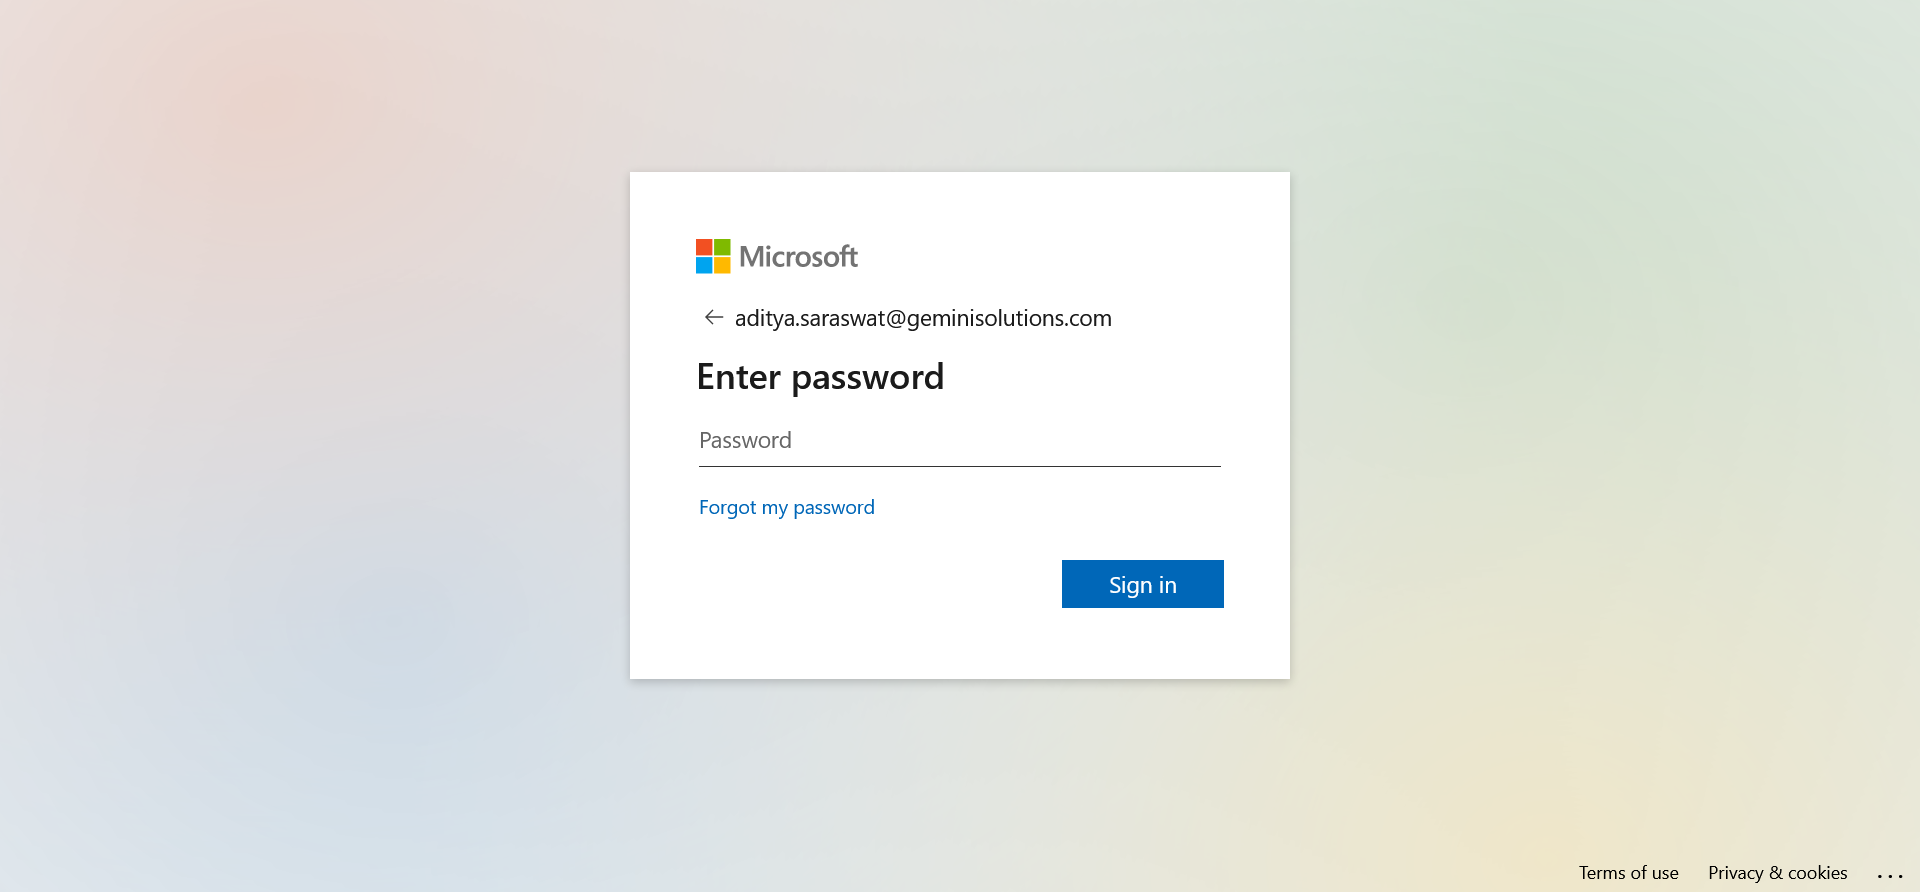 Microsoft
aditya.saraswat@geminisolutions.com
Enter password
Password
Forgot my password
Sign in
Terms of use Privacy & cookies ...